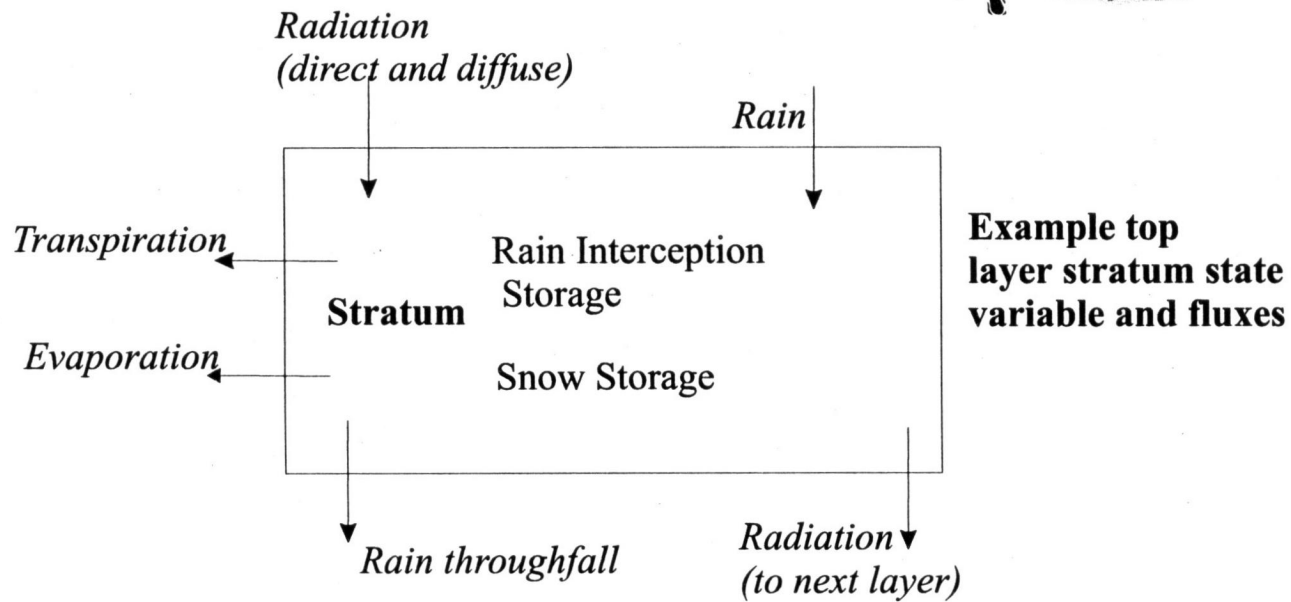 Radiation
(direct and diffuse)
Rain
Transpiration
Rain Interception
Storage
Stratum
Evaporation
Snow Storage
Example top
layer stratum state
variable and fluxes
Rain throughfall
Radiation
(to next layer)